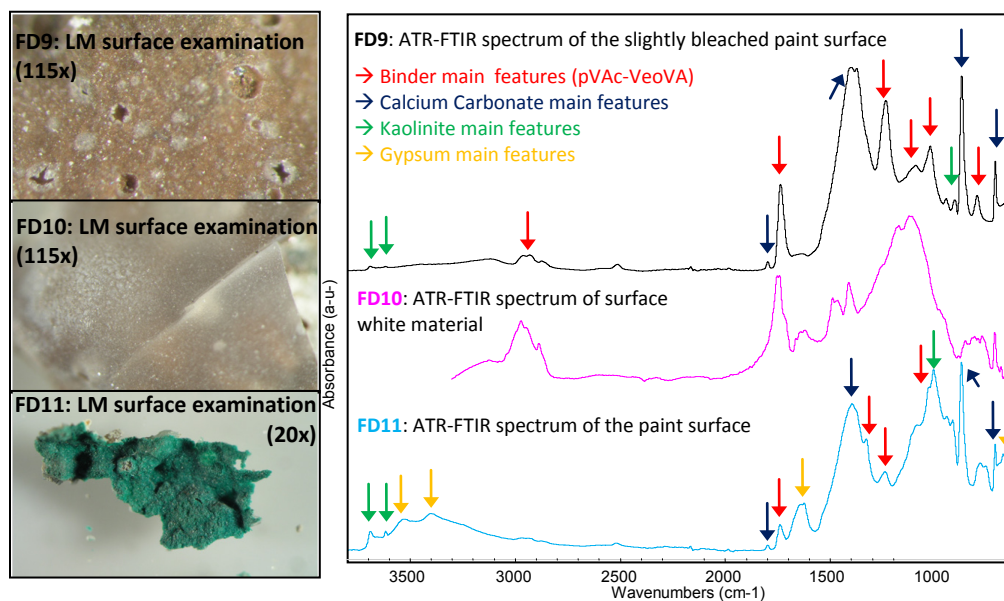 FD9: LM surface examination
(115x)
FD10: LM surface examination
(115x)
FD11: LM surface examination
(20x)
FD9: ATR-FTIR spectrum of the slightly bleached paint surface
→ Binder main features (pVAc-VeoVA)
→ Calcium Carbonate main features
→ Kaolinite main features
→ Gypsum main features
FD10: ATR-FTIR spectrum of surface
white material
FD11: ATR-FTIR spectrum of the paint surface
Absorbance (a-u-)
3500 3000 2500 2000 1500 1000
Wavenumbers (cm-1)